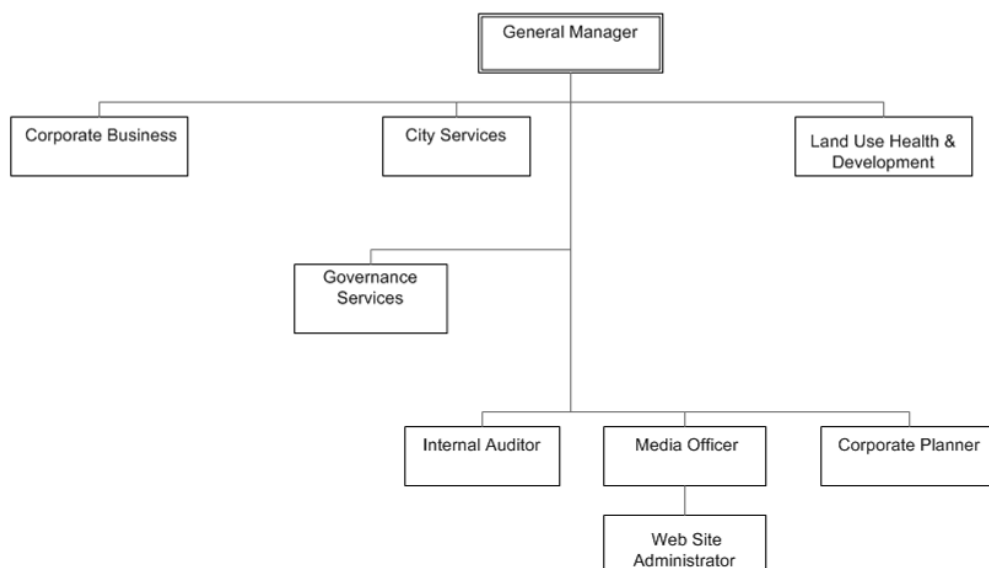 General Manager
Corporate Business
City Services
Land Use Health &
Development
Governance
Services
Internal Auditor
Media Officer
Corporate Planner
Web Site
Administrator